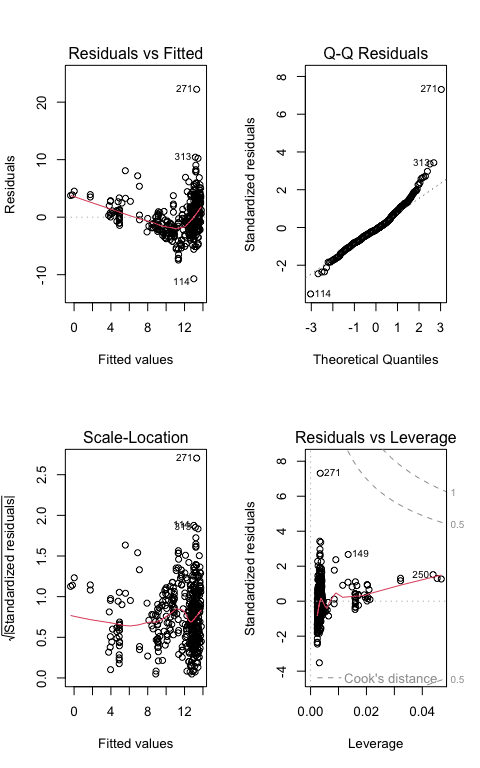 Residuals vs Fitted
Residuals
20
10
0
-10
271
313
114
0 4 8 12
Fitted values
Q-Q Residuals
Standardized residuals
8
6
4
2
0
-2
271
313
114
-3 -1 0 1 2 3
Theoretical Quantiles
Scale-Location
√|Standardized residuals|
2.5
2.0
1.5
1.0
0.5
0.0
271
313
0 4 8 12
Fitted values
Residuals vs Leverage
Standardized residuals
8
6
4
2
0
-2
-4
271
149
250
1
0.5
Cook's distance
0.5
0.00 0.02 0.04
Leverage